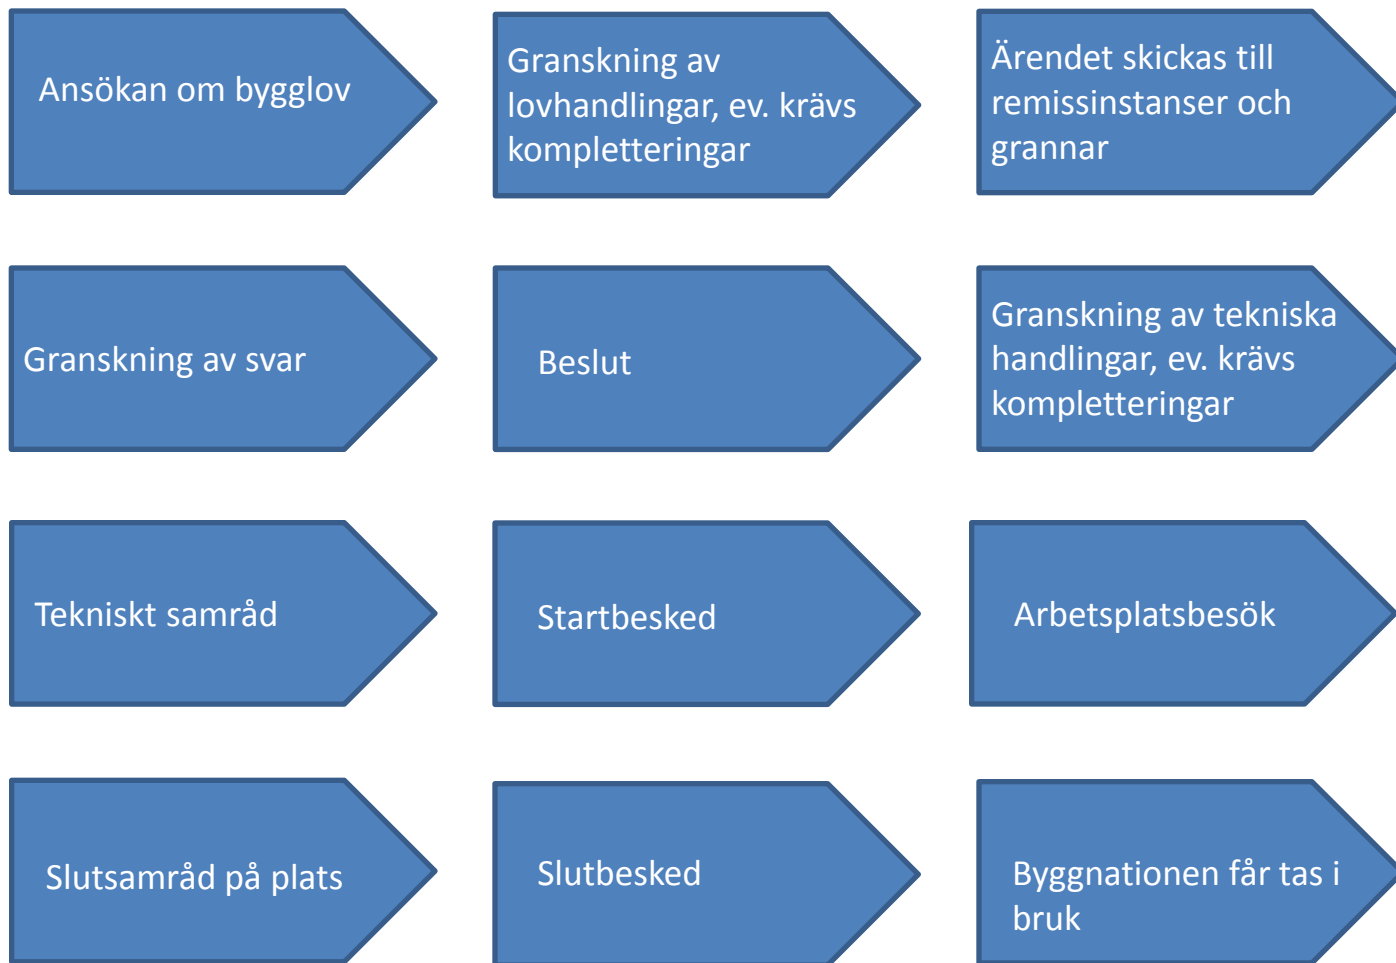 Ansökan om bygglov
Granskning av
lovhandlingar, ev. krävs
kompletteringar
Ärendet skickas till
remissinstanser och
grannar
Granskning av svar
Beslut
Granskning av tekniska
handlingar, ev. krävs
kompletteringar
Tekniskt samråd
Startbesked
Arbetsplatsbesök
Slutsamråd på plats
Slutbesked
Byggnationen får tas i
bruk